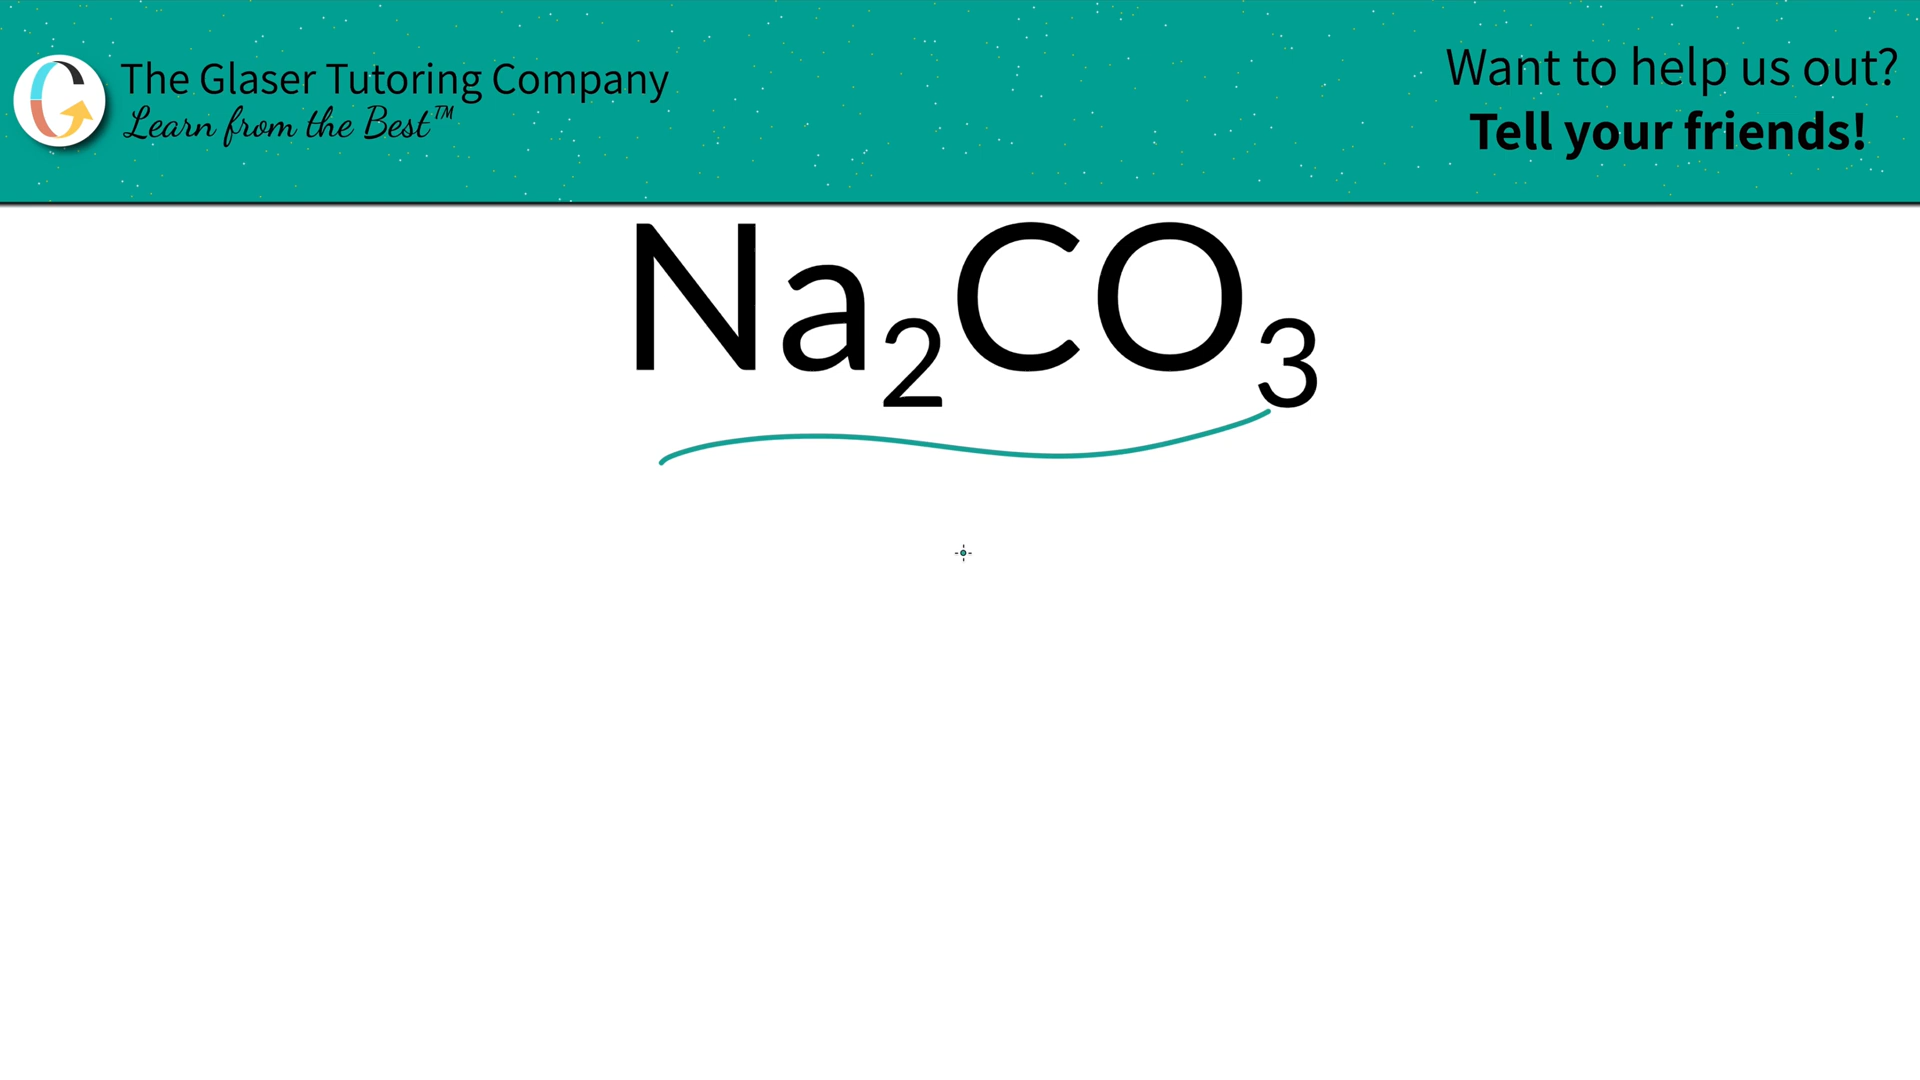 The Glaser Tutoring Company
Learn from the Best™
Want to help us out?
Tell your friends!
Na₂CO₃